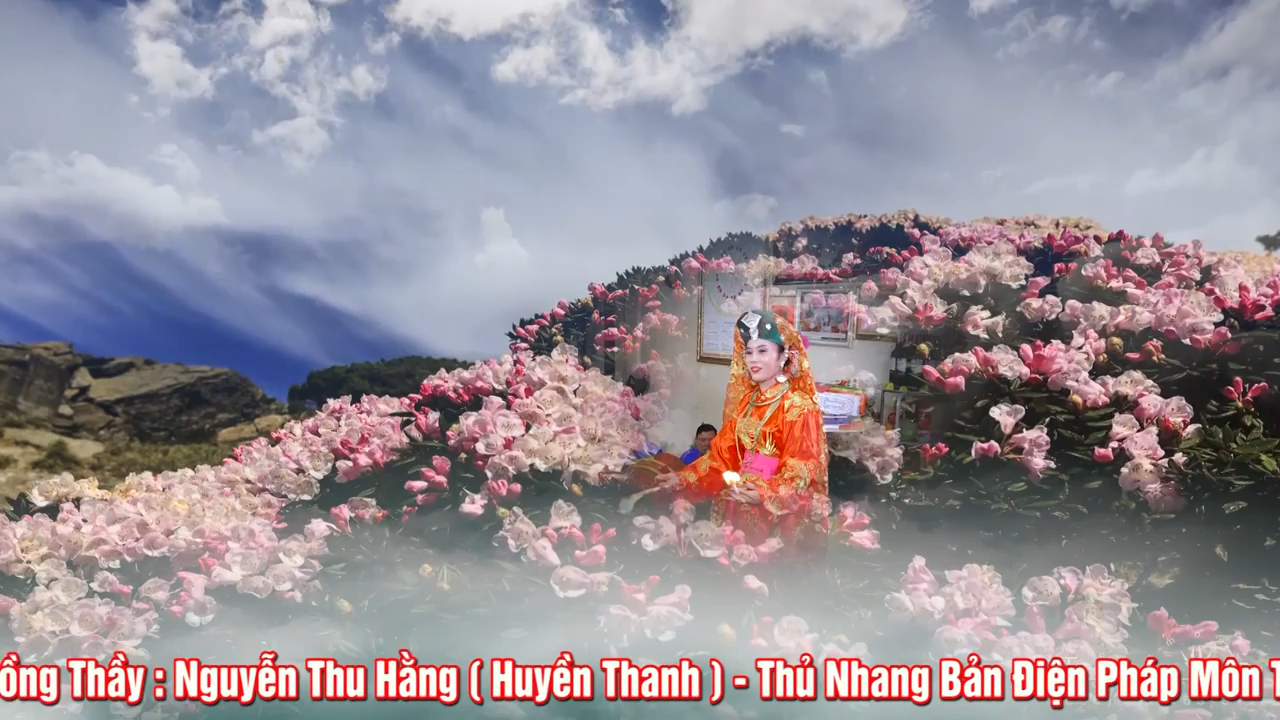 ồng Thầy : Nguyễn Thu Hằng ( Huyền Thanh ) - Thủ Nhang Bản Điện Pháp Môn T